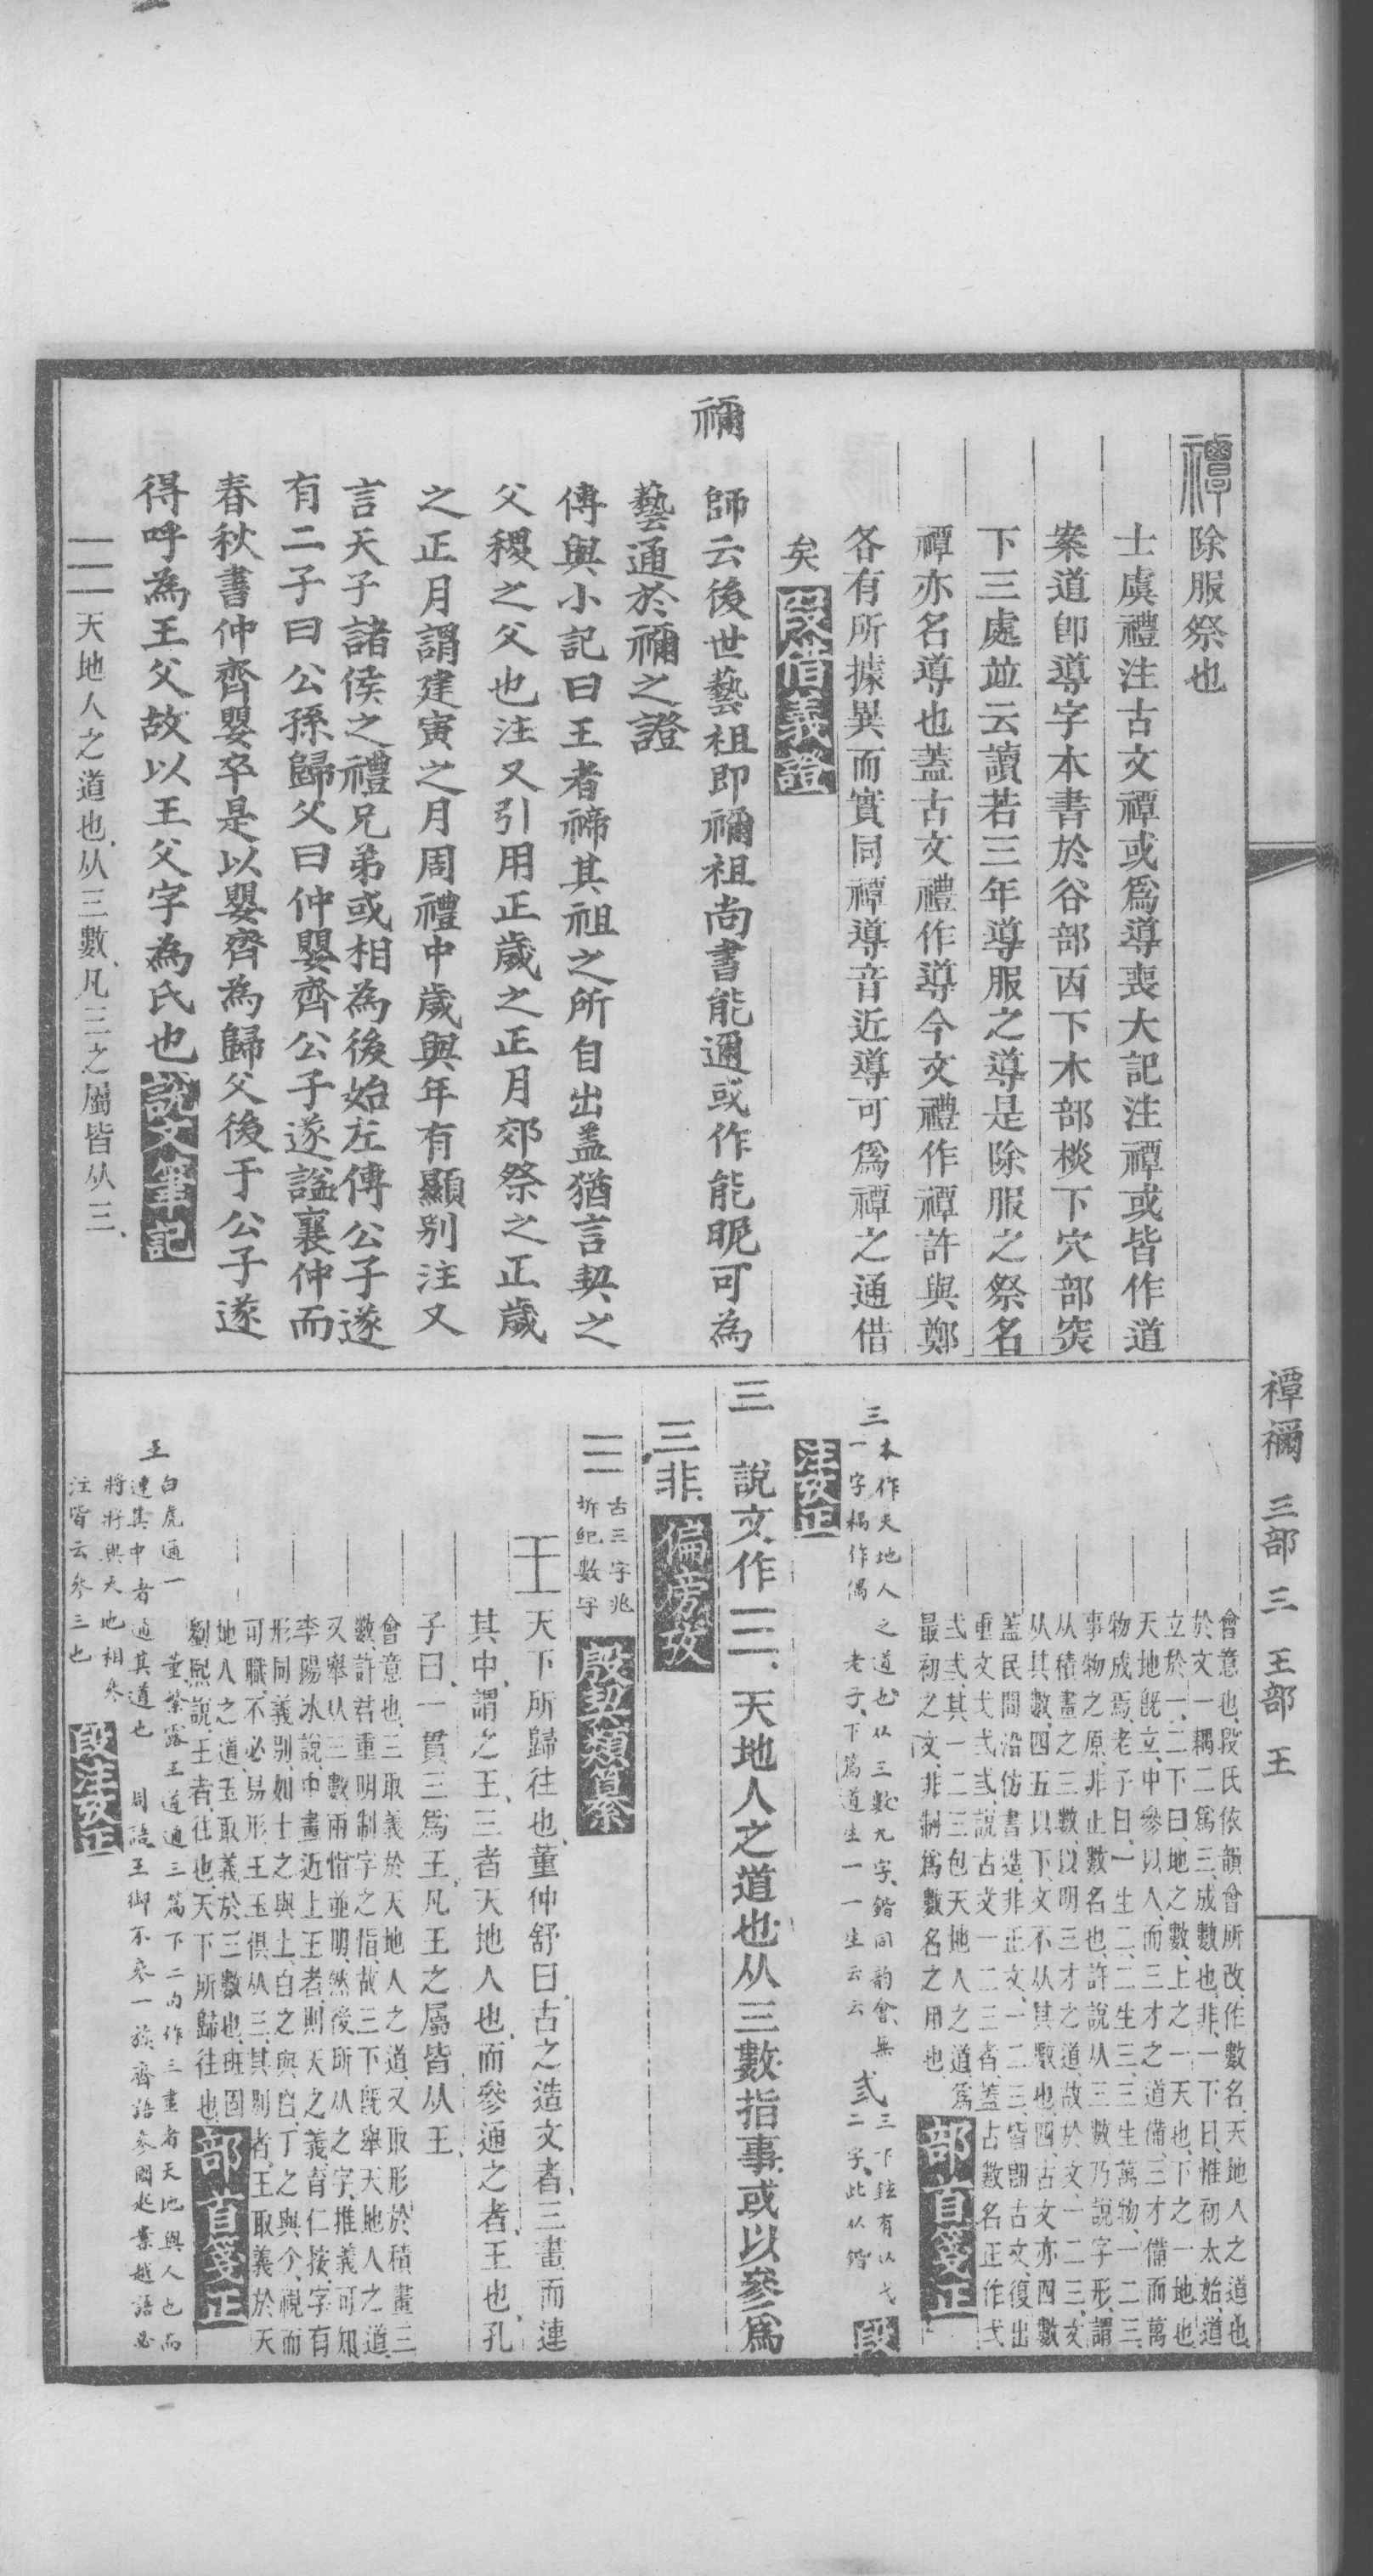 禫 除服祭也
士虞禮注古文禫或爲導喪大記注禫或皆作道
案道卽導字本書於谷部㐁下木部棪下穴部突
下三處並云讀若三年導服之導是除服之祭名
禫亦名導也蓋古文禮作導今文禮作禫許與鄭
各有所據異而實同禫導音近導可爲禫之通借
矣 叚借義證
禰 師云後世藝祖即禰祖尚書能邇或作能昵可為
藝通於禰之證
傳與小記曰王者禘其祖之所自出盖猶言契之
父稷之父也注又引用正歲之正月郊祭之正歲
之正月謂建寅之月周禮中歲與年有顯别注又
言天子諸侯之禮兄弟或相為後始左傳公子遂
有二子曰公孫歸父曰仲嬰齊公子遂謚襄仲而
春秋書仲齊嬰卒是以嬰齊為歸父後于公子遂
得呼為王父故以王父字為氏也 說文筆記
三 天地人之道也、从三數、凡三之屬皆从三、
會意也、段氏依韻會所改、作數名、天地人之道也、
於文一耦二爲三、成數也、非、一下曰、惟初太始、道
立於一、二下曰、地之數、上之一天也、下之一地也
天地旣立、中參以人、而三才之道備、三才備而萬
物成焉、老子曰、一生二、二生三、三生萬物、一二三
事物之原、非止數名也、許說从三數、乃說字形、謂
从積畫之三數、以明三才之道、故於文一二三、文
从其數、四五以下、文不从其數也、四、古文亦四數
蓋民間沿仿書造、非正文、一二三、皆卽古文、復出
重文弌弍弎、說古文一二三者、蓋古數名正作弌
弍弎、其一二三包天地人之道、爲
最初之文、非制爲數名之用也、 部首箋正
三 本作天地人之道也从三數九字、鍇同韵會、無
一字楊作偶 老子、下篇道生一一生云云
弎 三下鉉有从弋
二字、此从鍇 段
注攷正
三 說文作三、天地人之道也从三數指事或以參爲
三非、 偏旁攷
三 古三字兆
坼紀數字 殷契類纂
王 天下所歸往也、董仲舒曰、古之造文者、三畫而連
其中、謂之王、三者、天地人也、而參通之者、王也、孔
子曰、一貫三爲王、凡王之屬皆从王、
會意也、三取義於天地人之道、又取形於積畫三
數、許君重明制字之恉、故三下旣舉天地人之道、
又舉从三數、兩恉並明、然後所从之字、推義可知、
李陽冰說、中畫近上、王者、則天之義、育仁按、字有
形同義別、如士之與土、白之與自、丁之與个、視而
可職、不必易形、王玉俱从三、其別者、王取義於天
地人之道、玉取義於三數也、班固
劉熙說、王者、往也、天下所歸往也、 部首箋正
王 白虎通一 董蘩露王道通三篇下二句作三畫者天地與人也而
連其中者通其道也 周語王御不參一族齊語參國起案越語必
將將與天地相參
注皆云參三也 段注攷正
禫禰 三部 三 王部 王